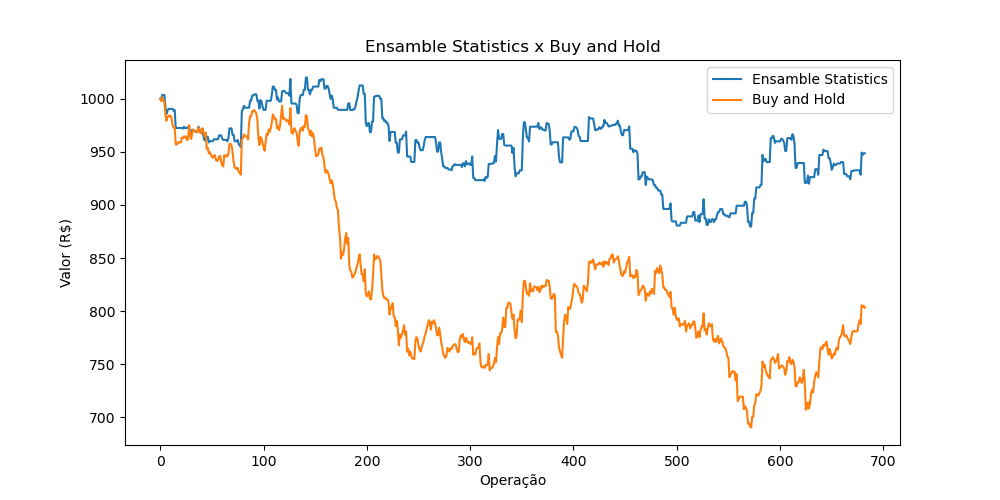 Ensamble Statistics x Buy and Hold
Ensamble Statistics
Buy and Hold
Valor (R$)
1000
950
900
850
800
750
700
0 100 200 300 400 500 600 700
Operação